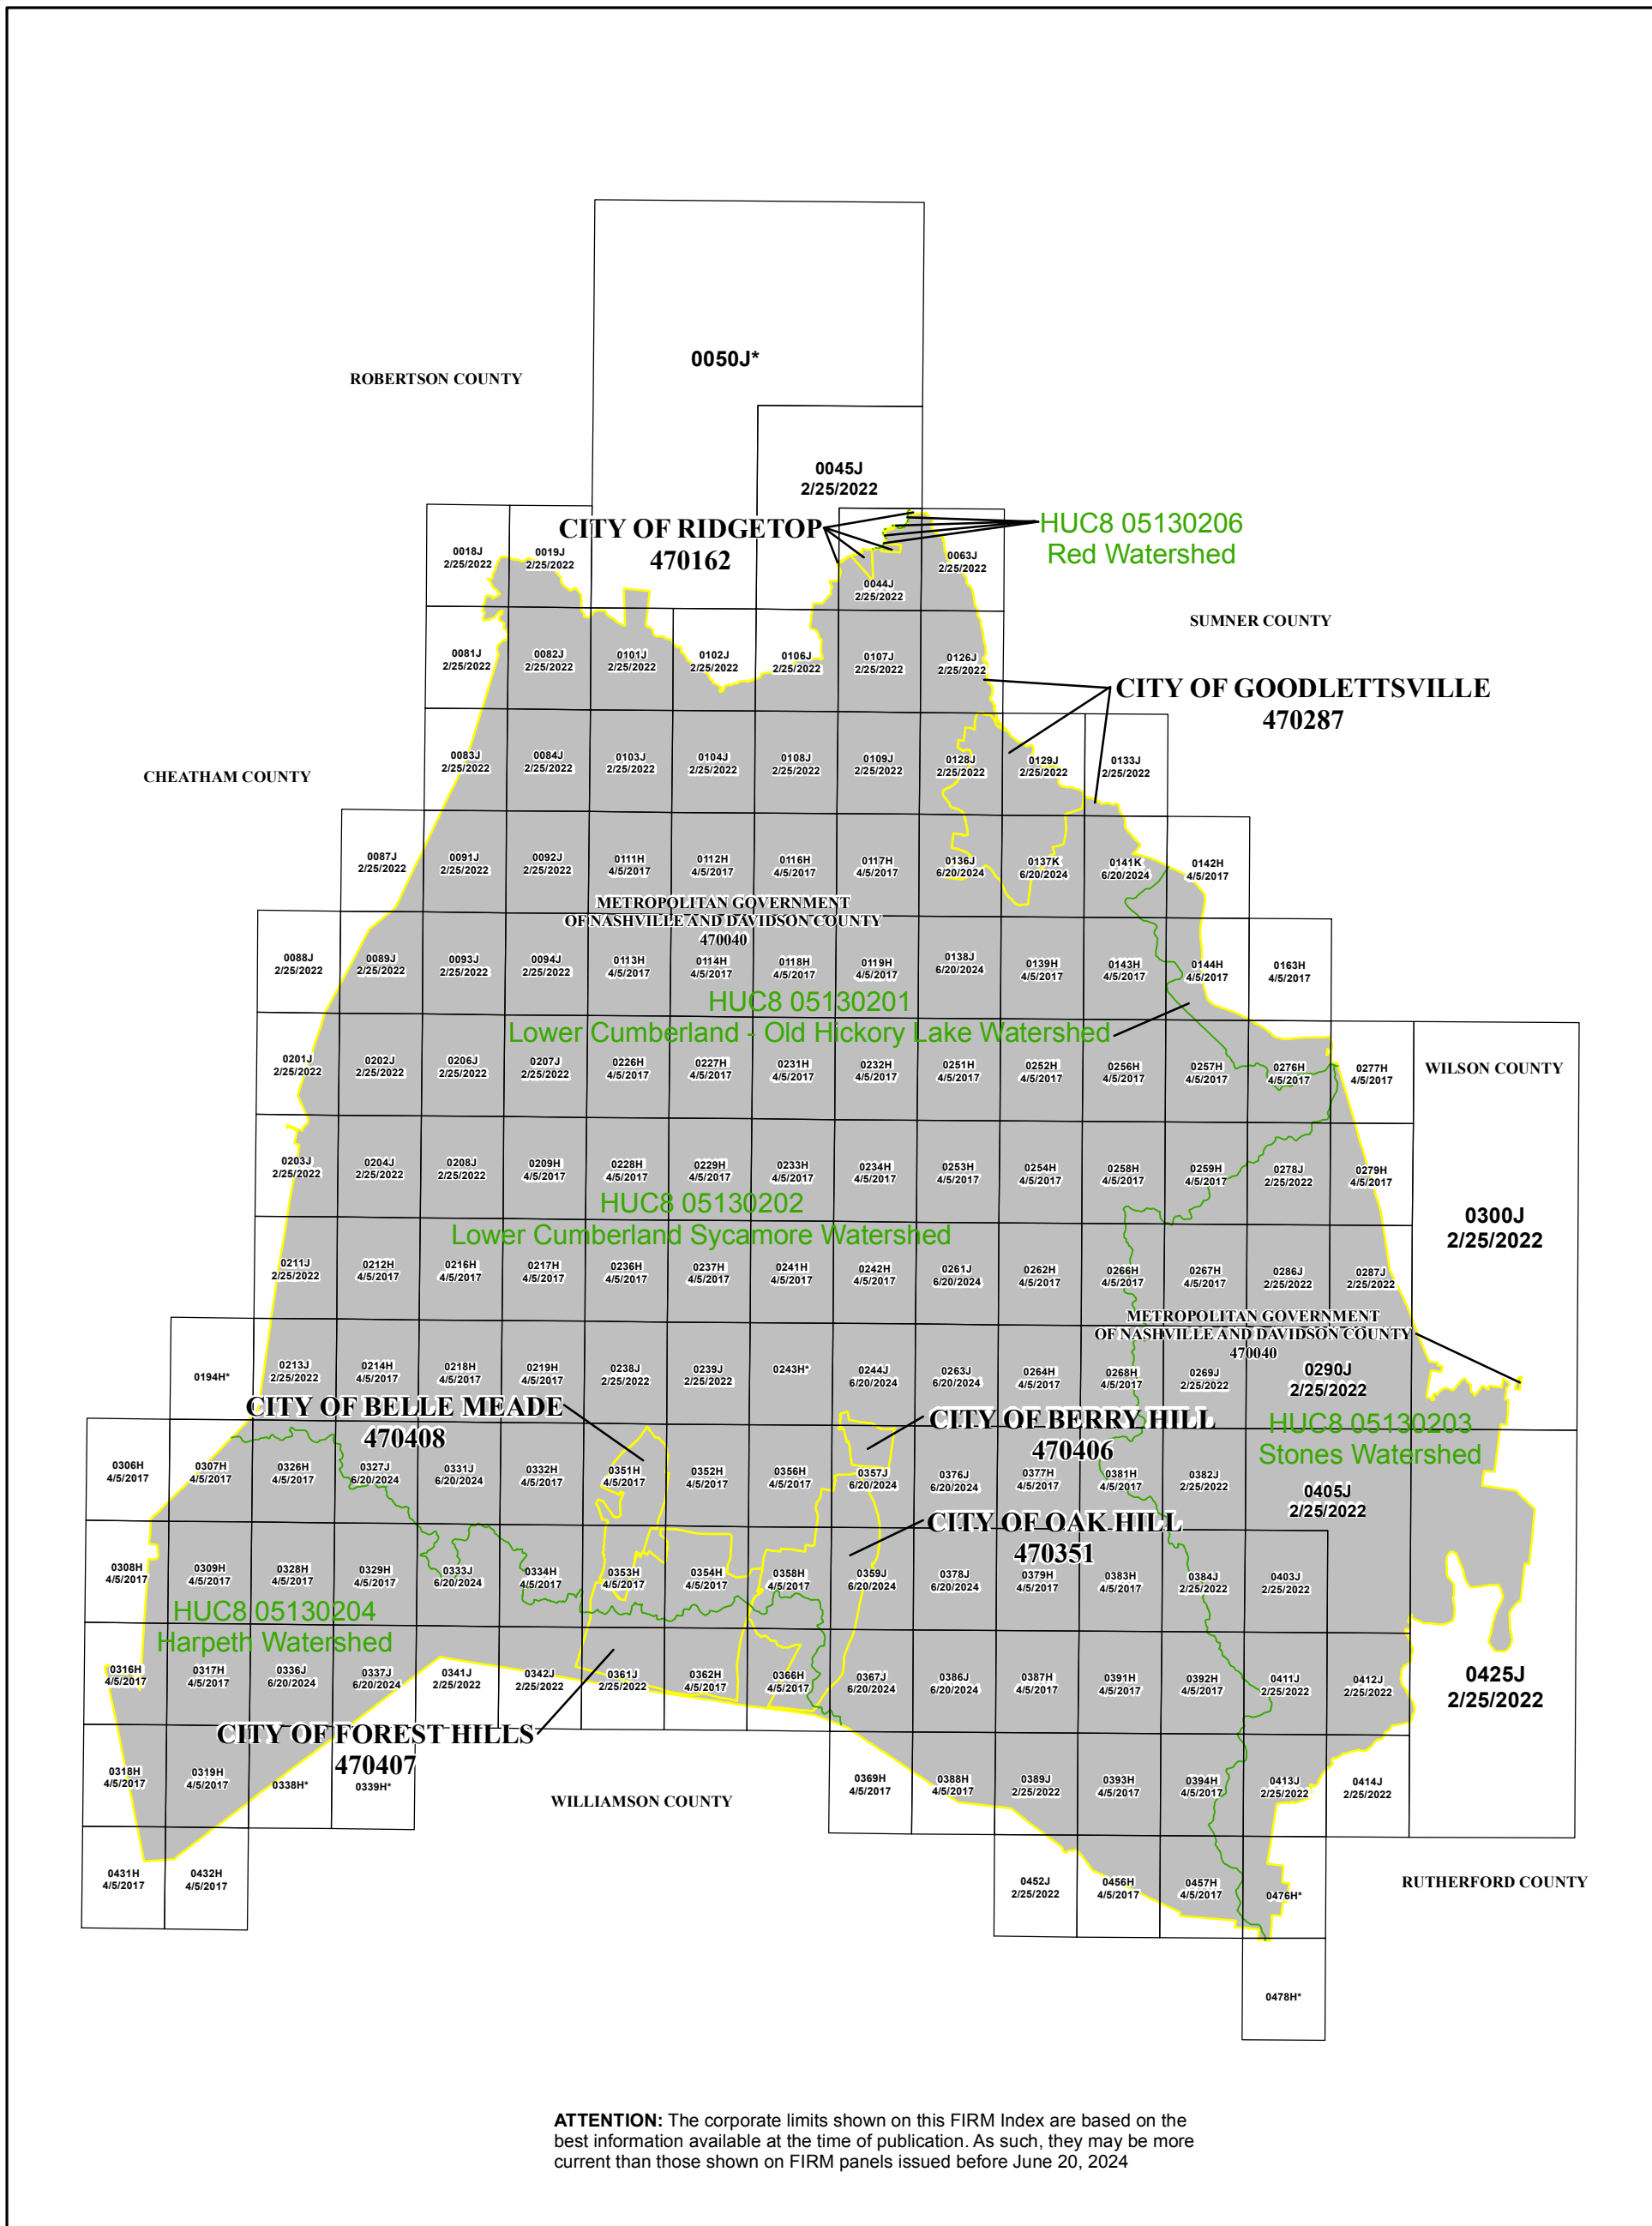 0050J*
ROBERTSON COUNTY
0045J
2/25/2022
CITY OF RIDGETOP
470162
HUC8 05130206
Red Watershed
0018J
2/25/2022
0019J
2/25/2022
0063J
2/25/2022
0044J
2/25/2022
SUMNER COUNTY
0081J
2/25/2022
0082J
2/25/2022
0101J
2/25/2022
0102J
2/25/2022
0106J
2/25/2022
0107J
2/25/2022
0126J
2/25/2022
CITY OF GOODLETTSVILLE
470287
CHEATHAM COUNTY
0083J
2/25/2022
0084J
2/25/2022
0103J
2/25/2022
0104J
2/25/2022
0108J
2/25/2022
0109J
2/25/2022
0128J
2/25/2022
0129J
2/25/2022
0133J
2/25/2022
0087J
2/25/2022
0091J
2/25/2022
0092J
2/25/2022
0111H
4/5/2017
0112H
4/5/2017
0116H
4/5/2017
0117H
4/5/2017
0136J
6/20/2024
0137K
6/20/2024
0141K
6/20/2024
0142H
4/5/2017
METROPOLITAN GOVERNMENT
OF NASHVILLE AND DAVIDSON COUNTY
470040
0088J
2/25/2022
0089J
2/25/2022
0093J
2/25/2022
0094J
2/25/2022
0113H
4/5/2017
0114H
4/5/2017
0118H
4/5/2017
0119H
4/5/2017
0138J
6/20/2024
0139H
4/5/2017
0143H
4/5/2017
0144H
4/5/2017
0163H
4/5/2017
HUC8 05130201
Lower Cumberland - Old Hickory Lake Watershed
0201J
2/25/2022
0202J
2/25/2022
0206J
2/25/2022
0207J
2/25/2022
0226H
4/5/2017
0227H
4/5/2017
0231H
4/5/2017
0232H
4/5/2017
0251H
4/5/2017
0252H
4/5/2017
0256H
4/5/2017
0257H
4/5/2017
0276H
4/5/2017
0277H
4/5/2017
WILSON COUNTY
0203J
2/25/2022
0204J
2/25/2022
0208J
2/25/2022
0209H
4/5/2017
0228H
4/5/2017
0229H
4/5/2017
0233H
4/5/2017
0234H
4/5/2017
0253H
4/5/2017
0254H
4/5/2017
0258H
4/5/2017
0259H
4/5/2017
0278J
2/25/2022
0279H
4/5/2017
0300J
2/25/2022
HUC8 05130202
Lower Cumberland Sycamore Watershed
0211J
2/25/2022
0212H
4/5/2017
0216H
4/5/2017
0217H
4/5/2017
0236H
4/5/2017
0237H
4/5/2017
0241H
4/5/2017
0242H
4/5/2017
0261J
6/20/2024
0262H
4/5/2017
0266H
4/5/2017
0267H
4/5/2017
0286J
2/25/2022
0287J
2/25/2022
METROPOLITAN GOVERNMENT
OF NASHVILLE AND DAVIDSON COUNTY
470040
0194H*
0213J
2/25/2022
0214H
4/5/2017
0218H
4/5/2017
0219H
4/5/2017
0238J
2/25/2022
0239J
2/25/2022
0243H*
0244J
6/20/2024
0263J
6/20/2024
0264H
4/5/2017
0268H
4/5/2017
0269J
2/25/2022
0290J
2/25/2022
CITY OF BELLE MEADE
470408
CITY OF BERRY HILL
470406
HUC8 05130203
Stones Watershed
0306H
4/5/2017
0307H
4/5/2017
0326H
4/5/2017
0327J
6/20/2024
0331J
6/20/2024
0332H
4/5/2017
0351H
4/5/2017
0352H
4/5/2017
0356H
4/5/2017
0357J
6/20/2024
0376J
6/20/2024
0377H
4/5/2017
0381H
4/5/2017
0382J
2/25/2022
0405J
2/25/2022
CITY OF OAK HILL
470351
0308H
4/5/2017
0309H
4/5/2017
0328H
4/5/2017
0329H
4/5/2017
0333J
6/20/2024
0334H
4/5/2017
0353H
4/5/2017
0354H
4/5/2017
0358H
4/5/2017
0359J
6/20/2024
0378J
6/20/2024
0379H
4/5/2017
0383H
4/5/2017
0384J
2/25/2022
0403J
2/25/2022
HUC8 05130204
Harpeth Watershed
0316H
4/5/2017
0317H
4/5/2017
0336J
6/20/2024
0337J
6/20/2024
0341J
2/25/2022
0342J
2/25/2022
0361J
2/25/2022
0362H
4/5/2017
0366H
4/5/2017
0367J
6/20/2024
0386J
6/20/2024
0387H
4/5/2017
0391H
4/5/2017
0392H
4/5/2017
0411J
2/25/2022
0412J
2/25/2022
0425J
2/25/2022
CITY OF FOREST HILLS
470407
0318H
4/5/2017
0319H
4/5/2017
0338H*
0339H*
WILLIAMSON COUNTY
0369H
4/5/2017
0388H
4/5/2017
0389J
2/25/2022
0393H
4/5/2017
0394H
4/5/2017
0413J
2/25/2022
0414J
2/25/2022
0431H
4/5/2017
0432H
4/5/2017
0452J
2/25/2022
0456H
4/5/2017
0457H
4/5/2017
0476H*
RUTHERFORD COUNTY
0478H*
ATTENTION: The corporate limits shown on this FIRM Index are based on the
best information available at the time of publication. As such, they may be more
current than those shown on FIRM panels issued before June 20, 2024